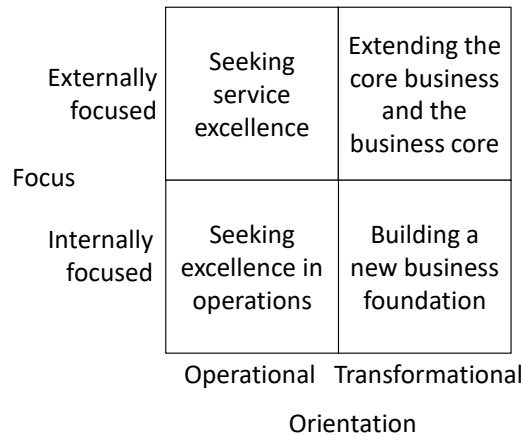 Externally
focused
Seeking
service
excellence
Extending the
core business
and the
business core
Focus
Internally
focused
Seeking
excellence in
operations
Building a
new business
foundation
Operational
Transformational
Orientation